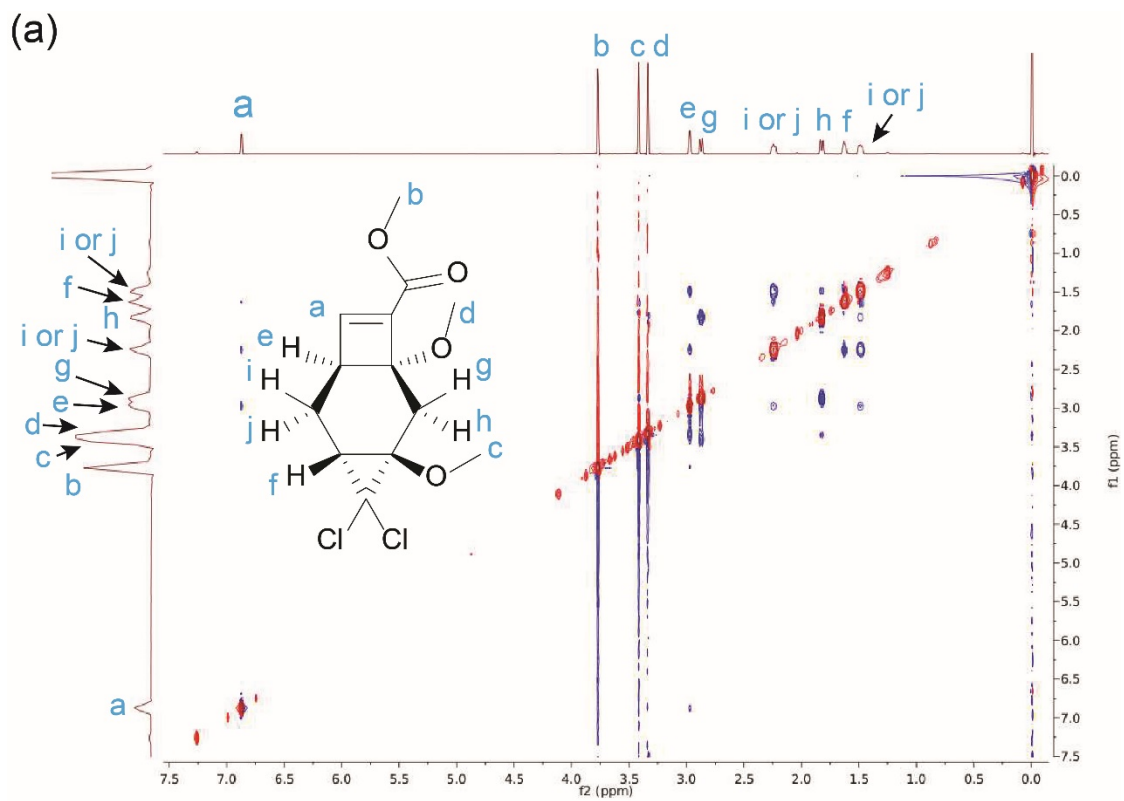 (a)
b
c d
a
e g
i or j
h f
i or j
0.0
0.5
1.0
1.5
2.0
2.5
3.0
3.5
4.0
4.5
5.0
5.5
6.0
6.5
7.0
7.5
f1 (ppm)
i or j
f
h
i or j
g
e
d
c
b
a
b
O
O
a
d
e
H
O
i
H
H
g
j
H
H
h
c
H
O
f
Cl
Cl
7.5 7.0 6.5 6.0 5.5 5.0 4.5 4.0 3.5 3.0 2.5 2.0 1.5 1.0 0.5 0.0
f2 (ppm)